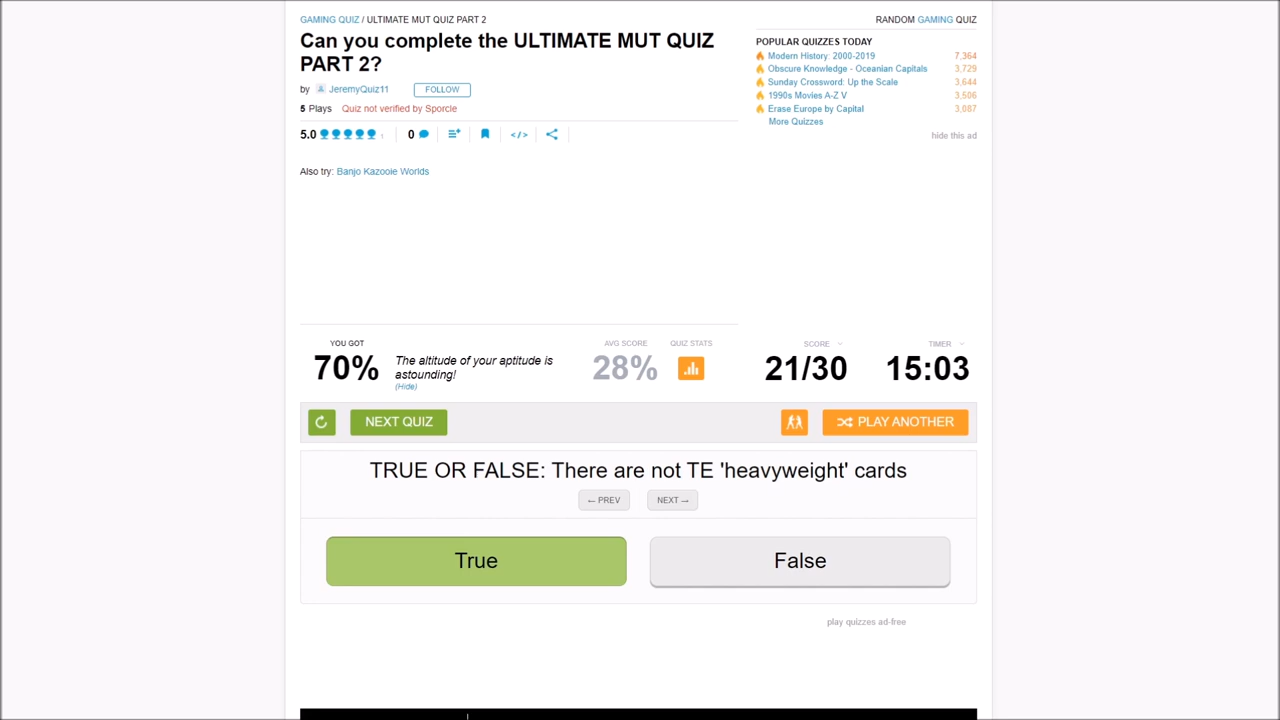 GAMING QUIZ / ULTIMATE MUT QUIZ PART 2
RANDOM GAMING QUIZ
Can you complete the ULTIMATE MUT QUIZ
PART 2?
by JeremyQuiz11 FOLLOW
5 Plays Quiz not verified by Sporcle
5.0 1 0 </>
POPULAR QUIZZES TODAY
Modern History: 2000-2019 7,364
Obscure Knowledge - Oceanian Capitals 3,729
Sunday Crossword: Up the Scale 3,644
1990s Movies A-Z V 3,506
Erase Europe by Capital 3,087
More Quizzes
hide this ad
Also try: Banjo Kazooie Worlds
YOU GOT
70%
The altitude of your aptitude is
astounding!
(Hide)
AVG SCORE
28%
QUIZ STATS
SCORE
21/30
TIMER
15:03
NEXT QUIZ
PLAY ANOTHER
TRUE OR FALSE: There are not TE 'heavyweight' cards
← PREV NEXT →
True False
play quizzes ad-free